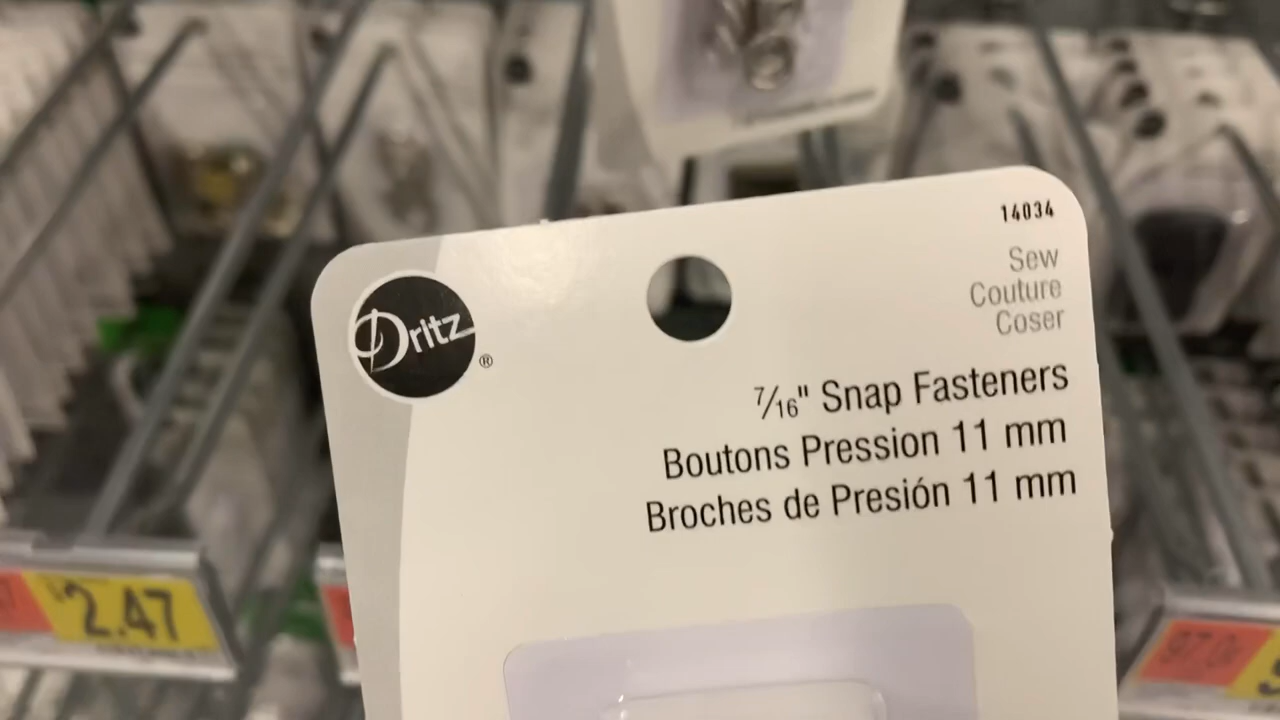 14034
Sew
Couture
Coser
Dritz®
7/16" Snap Fasteners
Boutons Pression 11 mm
Broches de Presión 11 mm
2.47